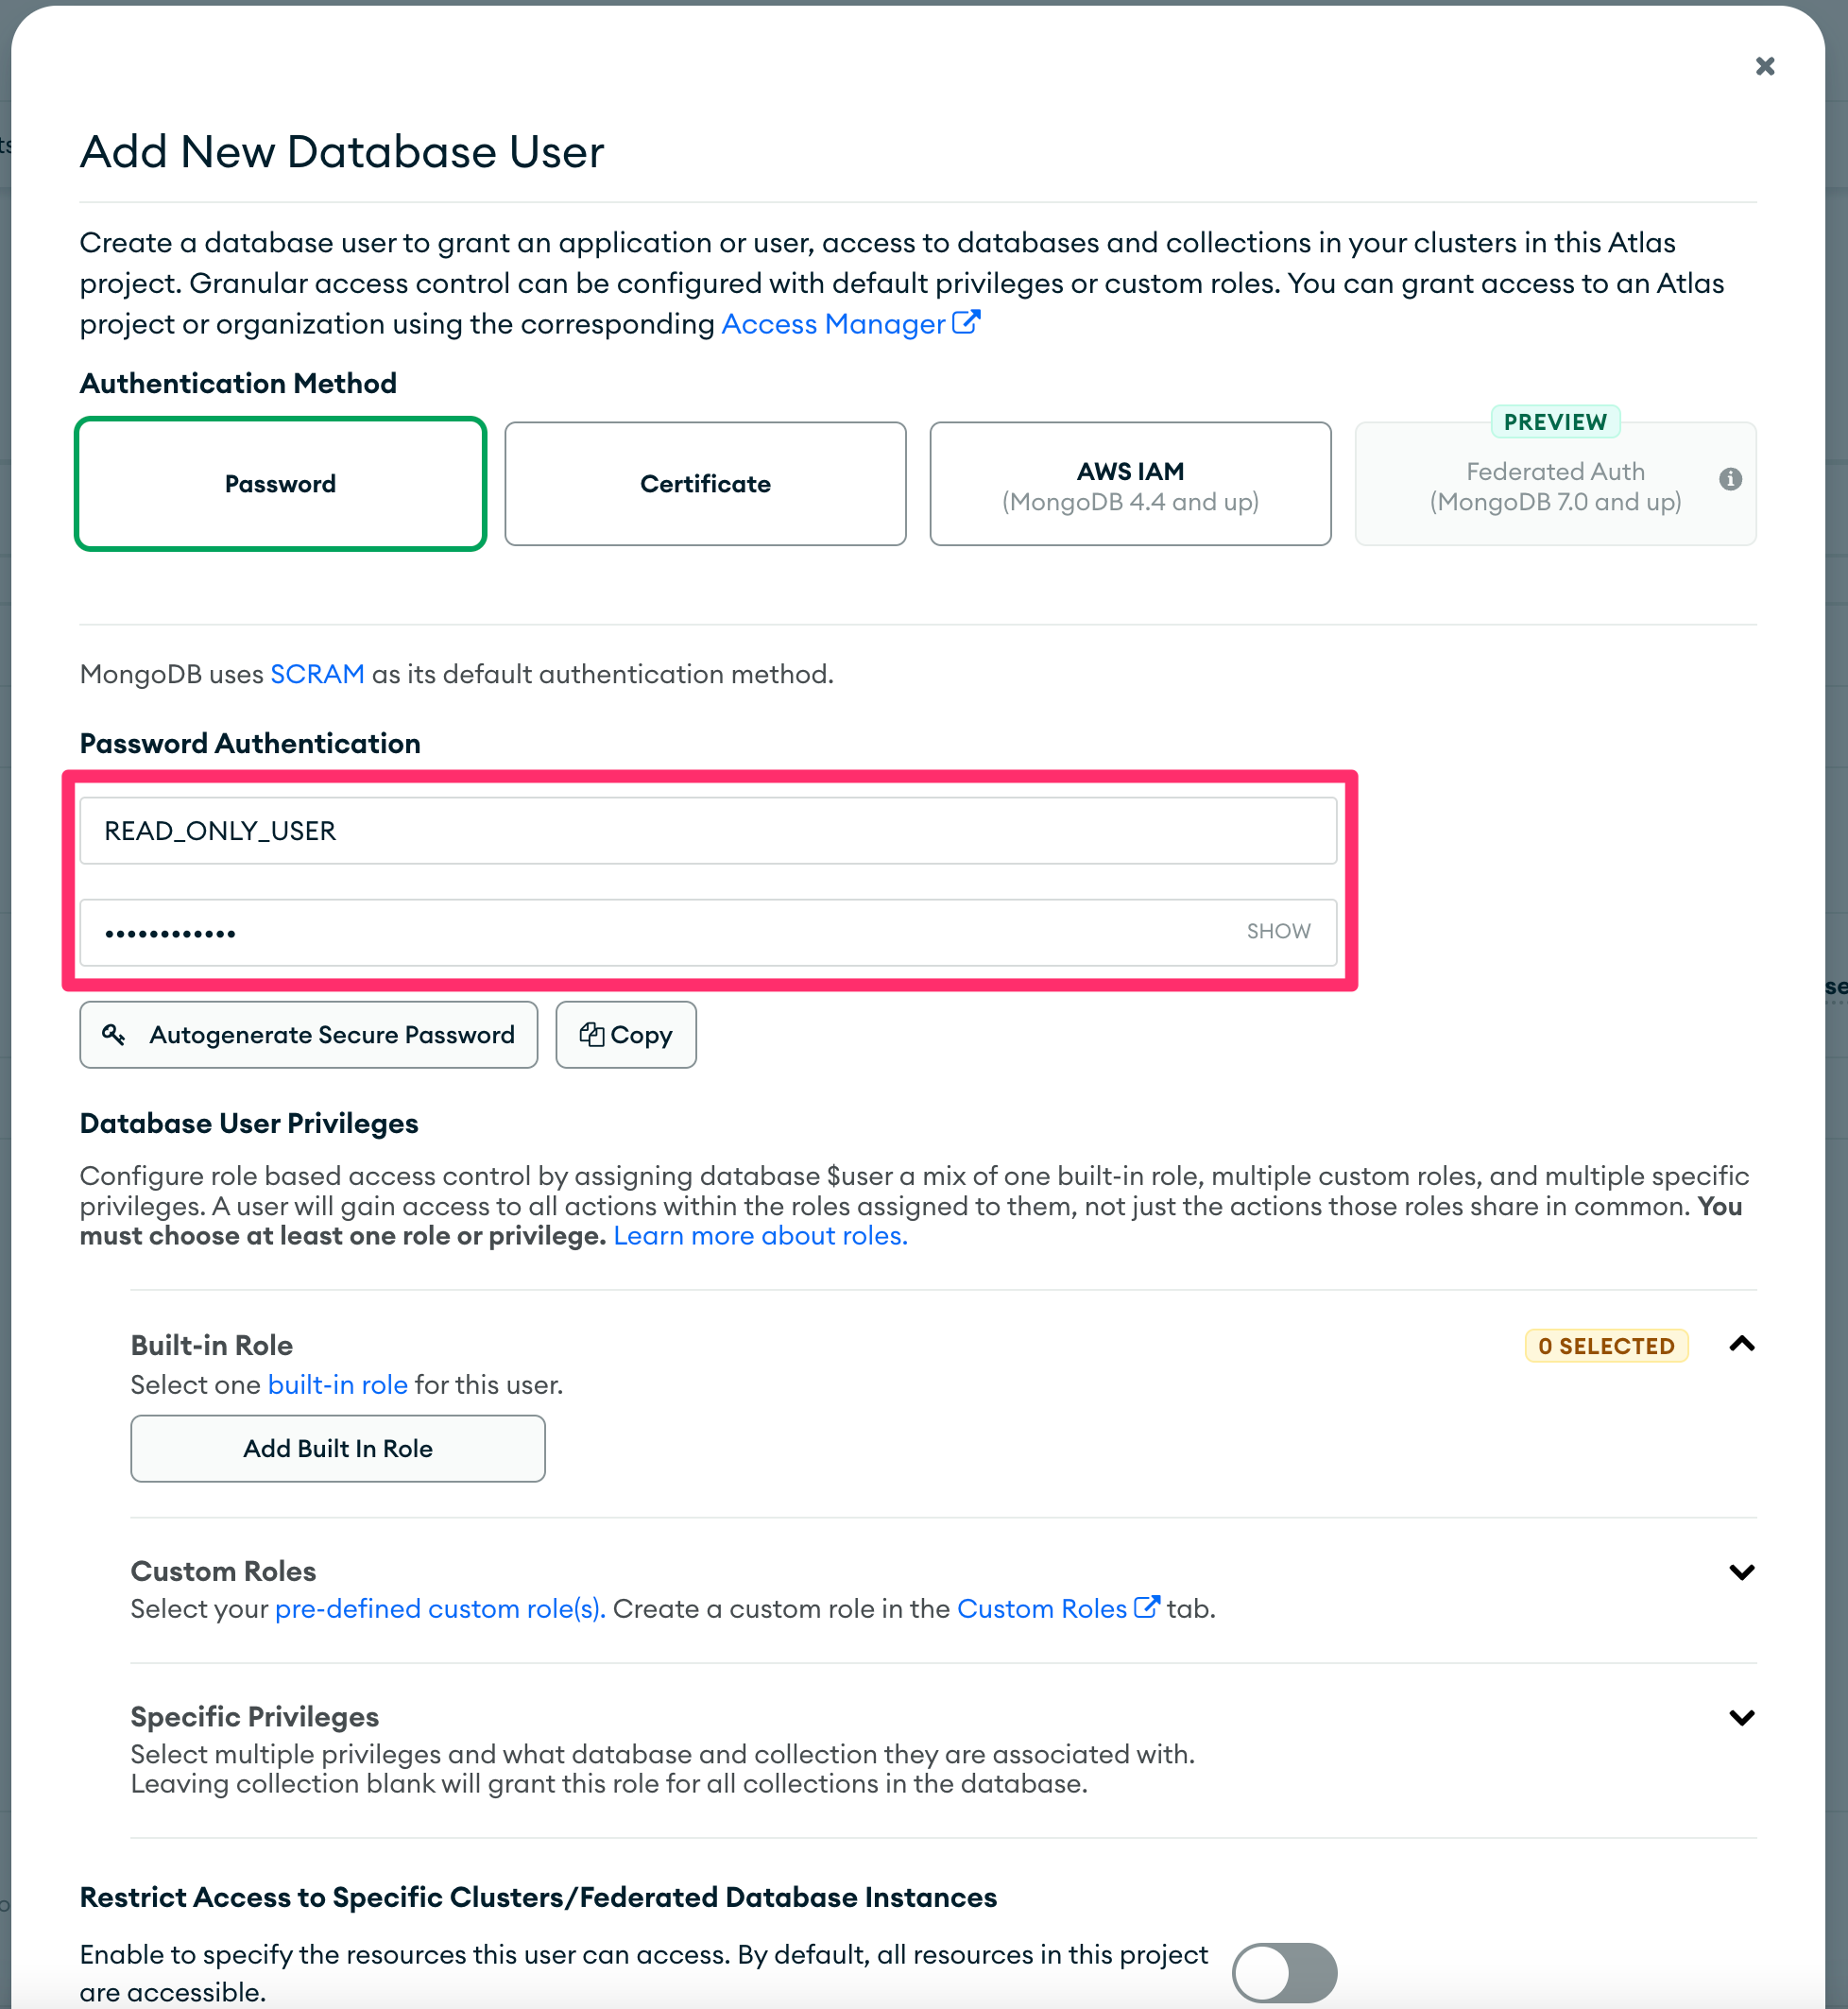 Add New Database User
Create a database user to grant an application or user, access to databases and collections in your clusters in this Atlas
project. Granular access control can be configured with default privileges or custom roles. You can grant access to an Atlas
project or organization using the corresponding Access Manager
Authentication Method
Password
Certificate
AWS IAM
(MongoDB 4.4 and up)
PREVIEW
Federated Auth
(MongoDB 7.0 and up)
MongoDB uses SCRAM as its default authentication method.
Password Authentication
READ_ONLY_USER
••••••••••••
SHOW
Autogenerate Secure Password
Copy
Database User Privileges
Configure role based access control by assigning database $user a mix of one built-in role, multiple custom roles, and multiple specific
privileges. A user will gain access to all actions within the roles assigned to them, not just the actions those roles share in common. You
must choose at least one role or privilege. Learn more about roles.
Built-in Role
0 SELECTED
Select one built-in role for this user.
Add Built In Role
Custom Roles
Select your pre-defined custom role(s). Create a custom role in the Custom Roles tab.
Specific Privileges
Select multiple privileges and what database and collection they are associated with.
Leaving collection blank will grant this role for all collections in the database.
Restrict Access to Specific Clusters/Federated Database Instances
Enable to specify the resources this user can access. By default, all resources in this project
are accessible.